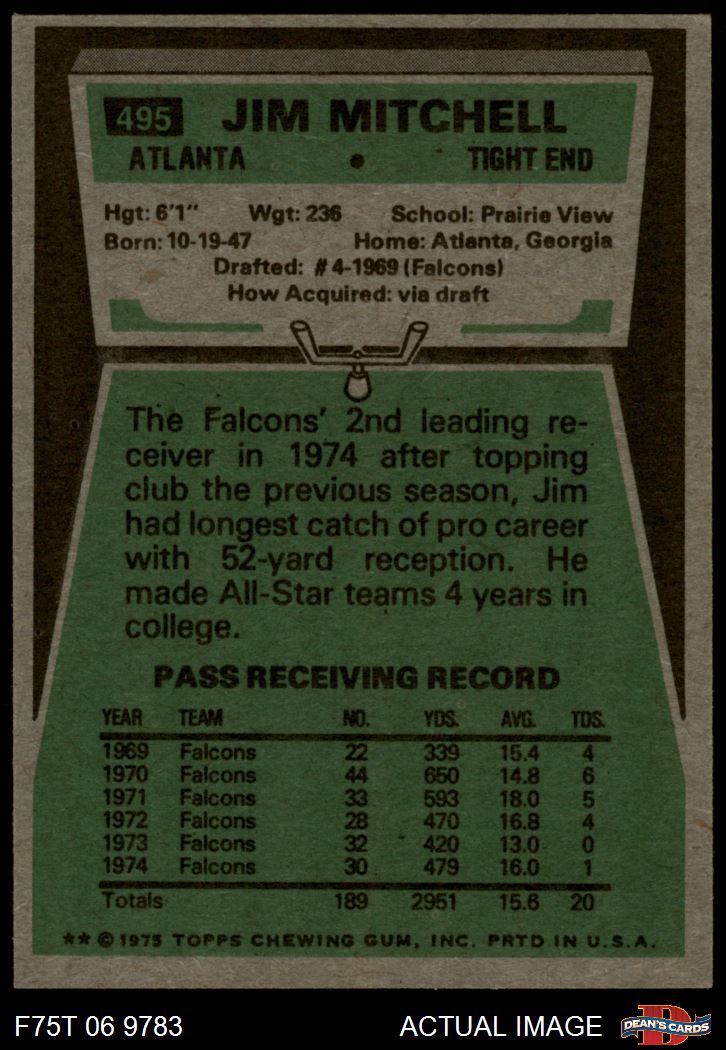 495 JIM MITCHELL
ATLANTA • TIGHT END
Hgt: 6'1" Wgt: 236 School: Prairie View
Born: 10-19-47 Home: Atlanta, Georgia
Drafted: #4-1969 (Falcons)
How Acquired: via draft
The Falcons' 2nd leading re-
ceiver in 1974 after topping
club the previous season, Jim
had longest catch of pro career
with 52-yard reception. He
made All-Star teams 4 years in
college.
PASS RECEIVING RECORD
YEAR TEAM NO. YDS. AVG. TDS.
1969 Falcons 22 339 15.4 4
1970 Falcons 44 650 14.8 6
1971 Falcons 33 593 18.0 5
1972 Falcons 28 470 16.8 4
1973 Falcons 32 420 13.0 0
1974 Falcons 30 479 16.0 1
Totals 189 2951 15.6 20
** © 1975 TOPPS CHEWING GUM, INC. PRTD IN U.S.A.
F75T 06 9783 ACTUAL IMAGE D DEAN'S CARDS